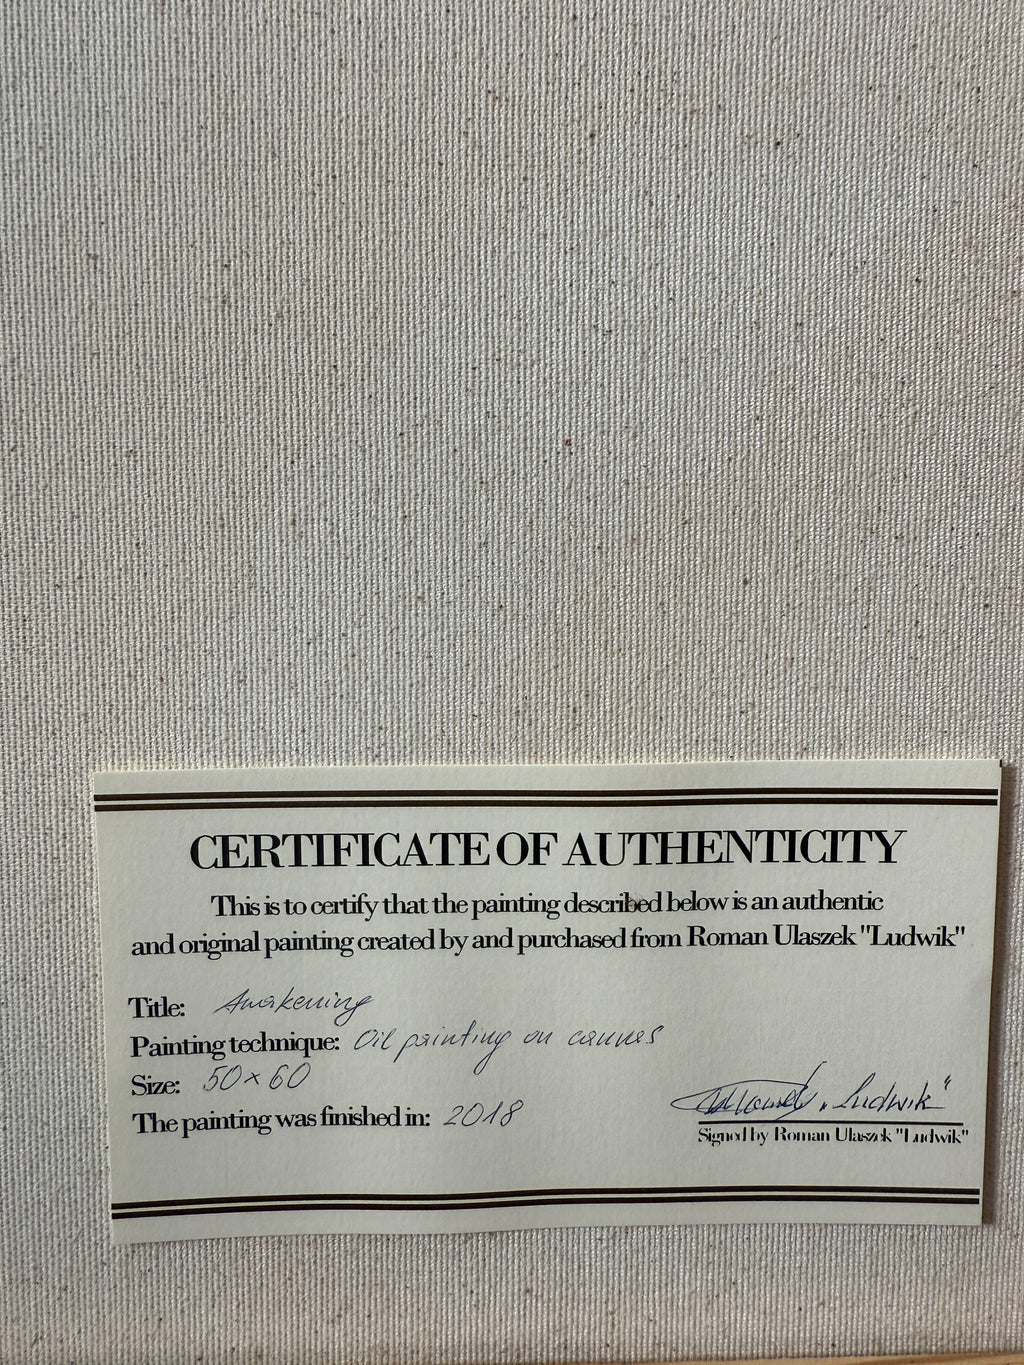 CERTIFICATE OF AUTHENTICITY
This is to certify that the painting described below is an authentic
and original painting created by and purchased from Roman Ulaszek "Ludwik"
Title: Awakening
Painting technique: Oil painting on canvas
Size: 50 x 60
The painting was finished in: 2018
„Ludwik"
Signed by Roman Ulaszek "Ludwik"